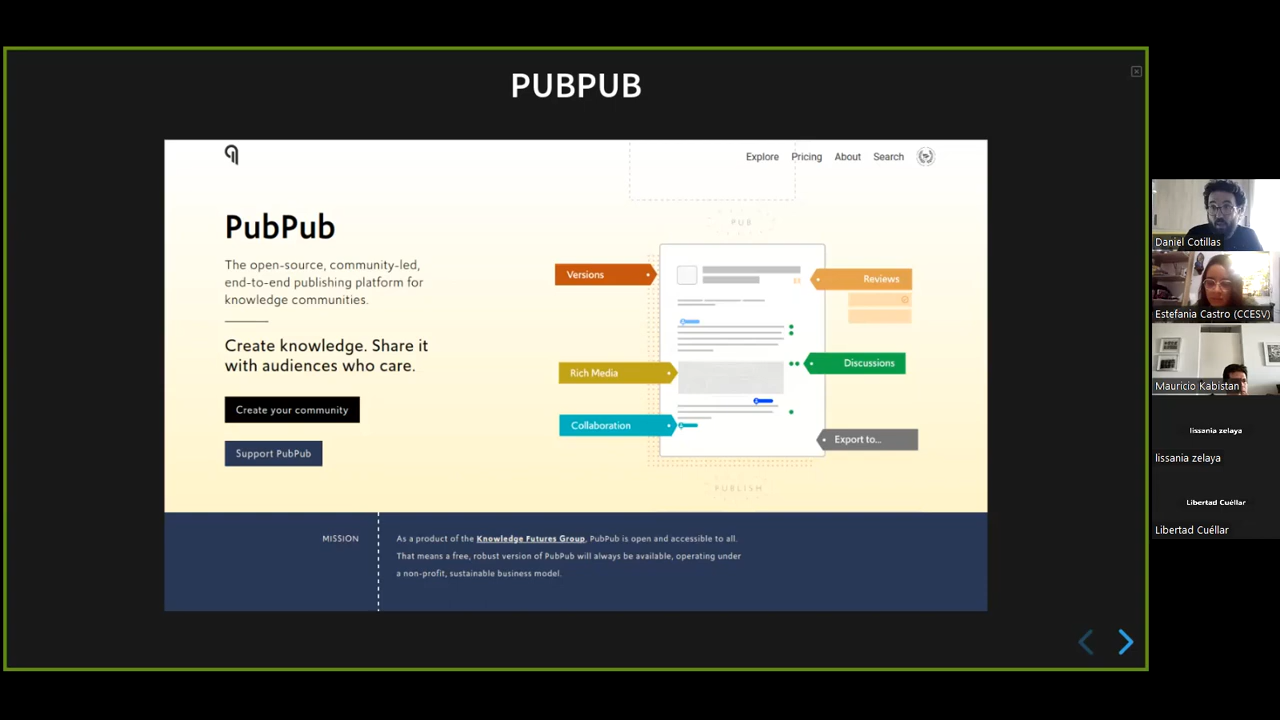 PUBPUB
Explore Pricing About Search
PubPub
The open-source, community-led,
end-to-end publishing platform for
knowledge communities.
Create knowledge. Share it
with audiences who care.
Create your community
Support PubPub
PUB
Versions
Reviews
Rich Media
Discussions
Collaboration
Export to...
PUBLISH
MISSION
As a product of the Knowledge Futures Group, PubPub is open and accessible to all.
That means a free, robust version of PubPub will always be available, operating under
a non-profit, sustainable business model.
Daniel Cotillas
Estefania Castro (CCESV)
Mauricio Kabistan
lissania zelaya
lissania zelaya
Libertad Cuéllar
Libertad Cuéllar